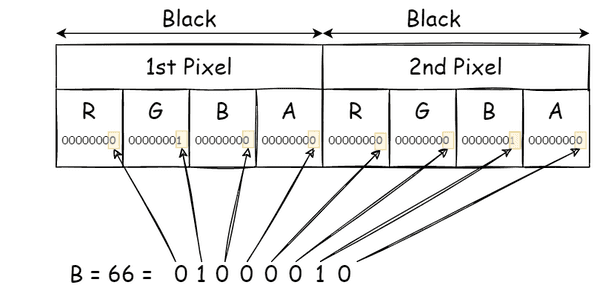 Black Black
1st Pixel 2nd Pixel
R G B A R G B A
00000000 00000001 00000000 00000000 00000000 00000000 00000001 00000000
B = 66 = 0 1 0 0 0 0 1 0